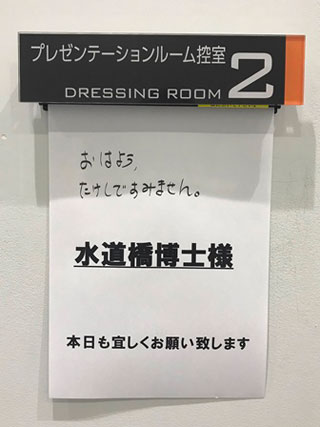 プレゼンテーションルーム控室
DRESSING ROOM 2
おはよう、
たけしですみません。
水道橋博士様
本日も宜しくお願い致します